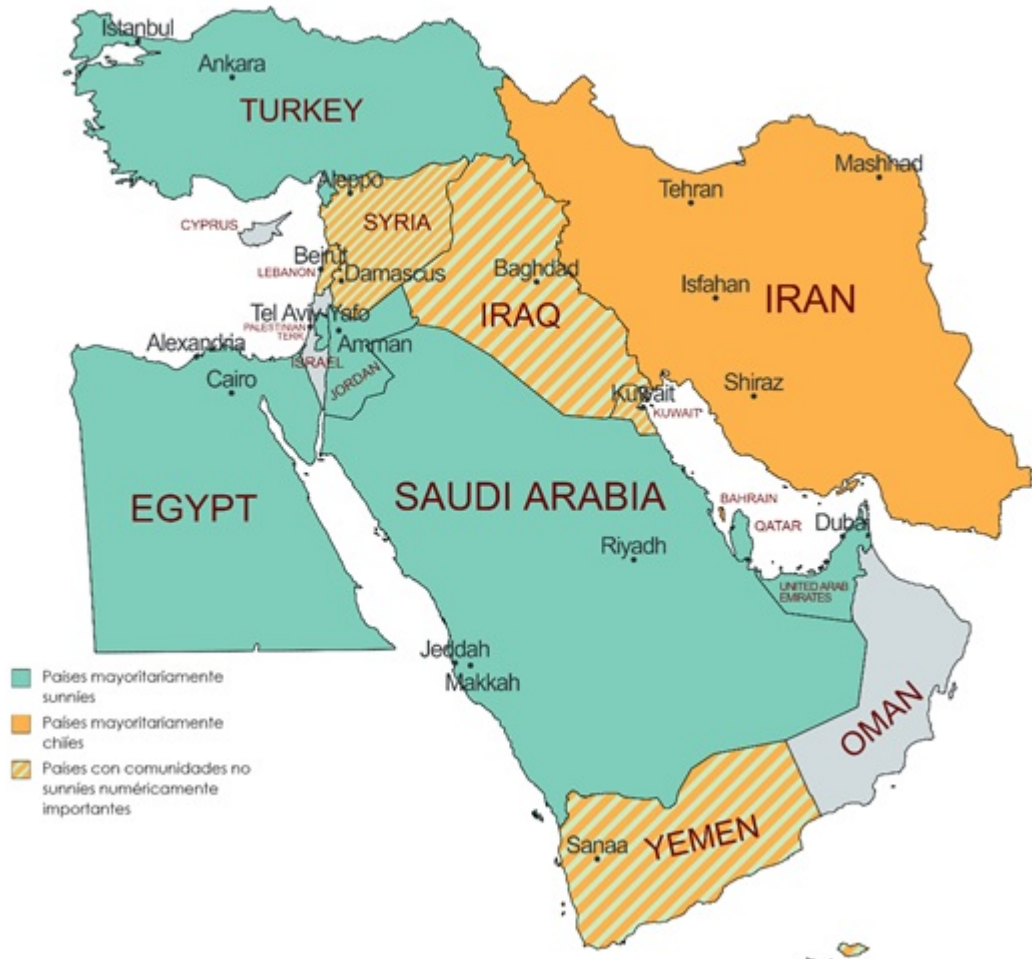 Istanbul
Ankara
TURKEY
Mashhad
Tehran
Aleppo
SYRIA
CYPRUS
Beirut
LEBANON
Damascus
Baghdad
Isfahan
IRAN
IRAQ
Tel Aviv-Yafo
PALESTINIAN
TERR.
Amman
Alexandria
ISRAEL
Cairo
JORDAN
Shiraz
Kuwait
KUWAIT
EGYPT
SAUDI ARABIA
BAHRAIN
QATAR
Dubai
Riyadh
UNITED ARAB
EMIRATES
Jeddah
Makkah
OMAN
Países mayoritariamente
sunníes
Países mayoritariamente
chiíes
Países con comunidades no
sunníes numéricamente
importantes
YEMEN
Sanaa